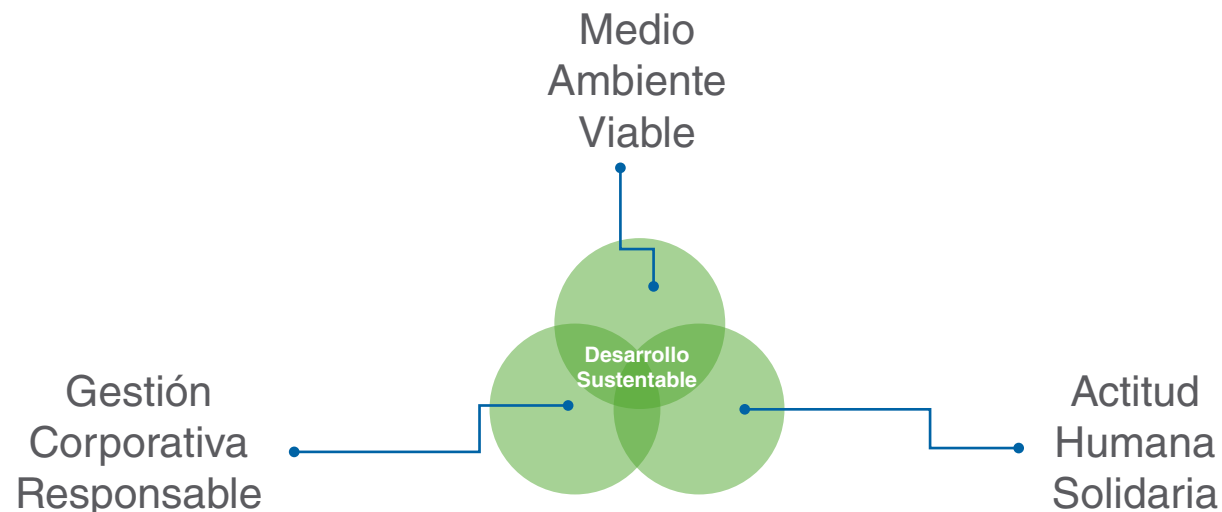 Medio
Ambiente
Viable
Desarrollo
Sustentable
Gestión
Corporativa
Responsable
Actitud
Humana
Solidaria